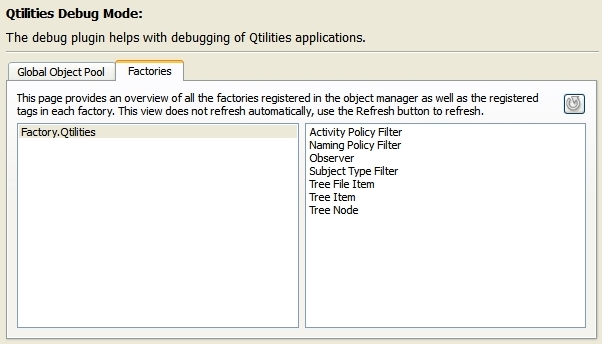 Qtilities Debug Mode:
The debug plugin helps with debugging of Qtilities applications.
Global Object Pool
Factories
This page provides an overview of all the factories registered in the object manager as well as the registered
tags in each factory. This view does not refresh automatically, use the Refresh button to refresh.
Factory.Qtilities
Activity Policy Filter
Naming Policy Filter
Observer
Subject Type Filter
Tree File Item
Tree Item
Tree Node